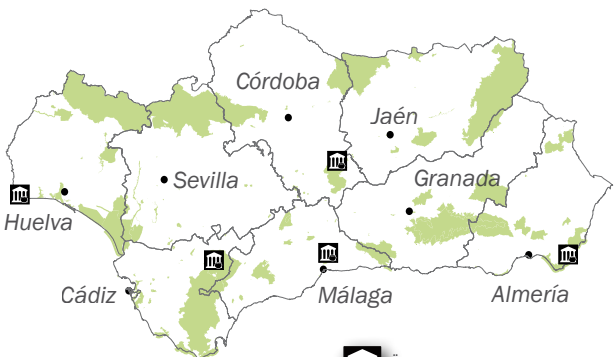 Córdoba
Jaén
Sevilla
Granada
Huelva
Cádiz
Málaga
Almería